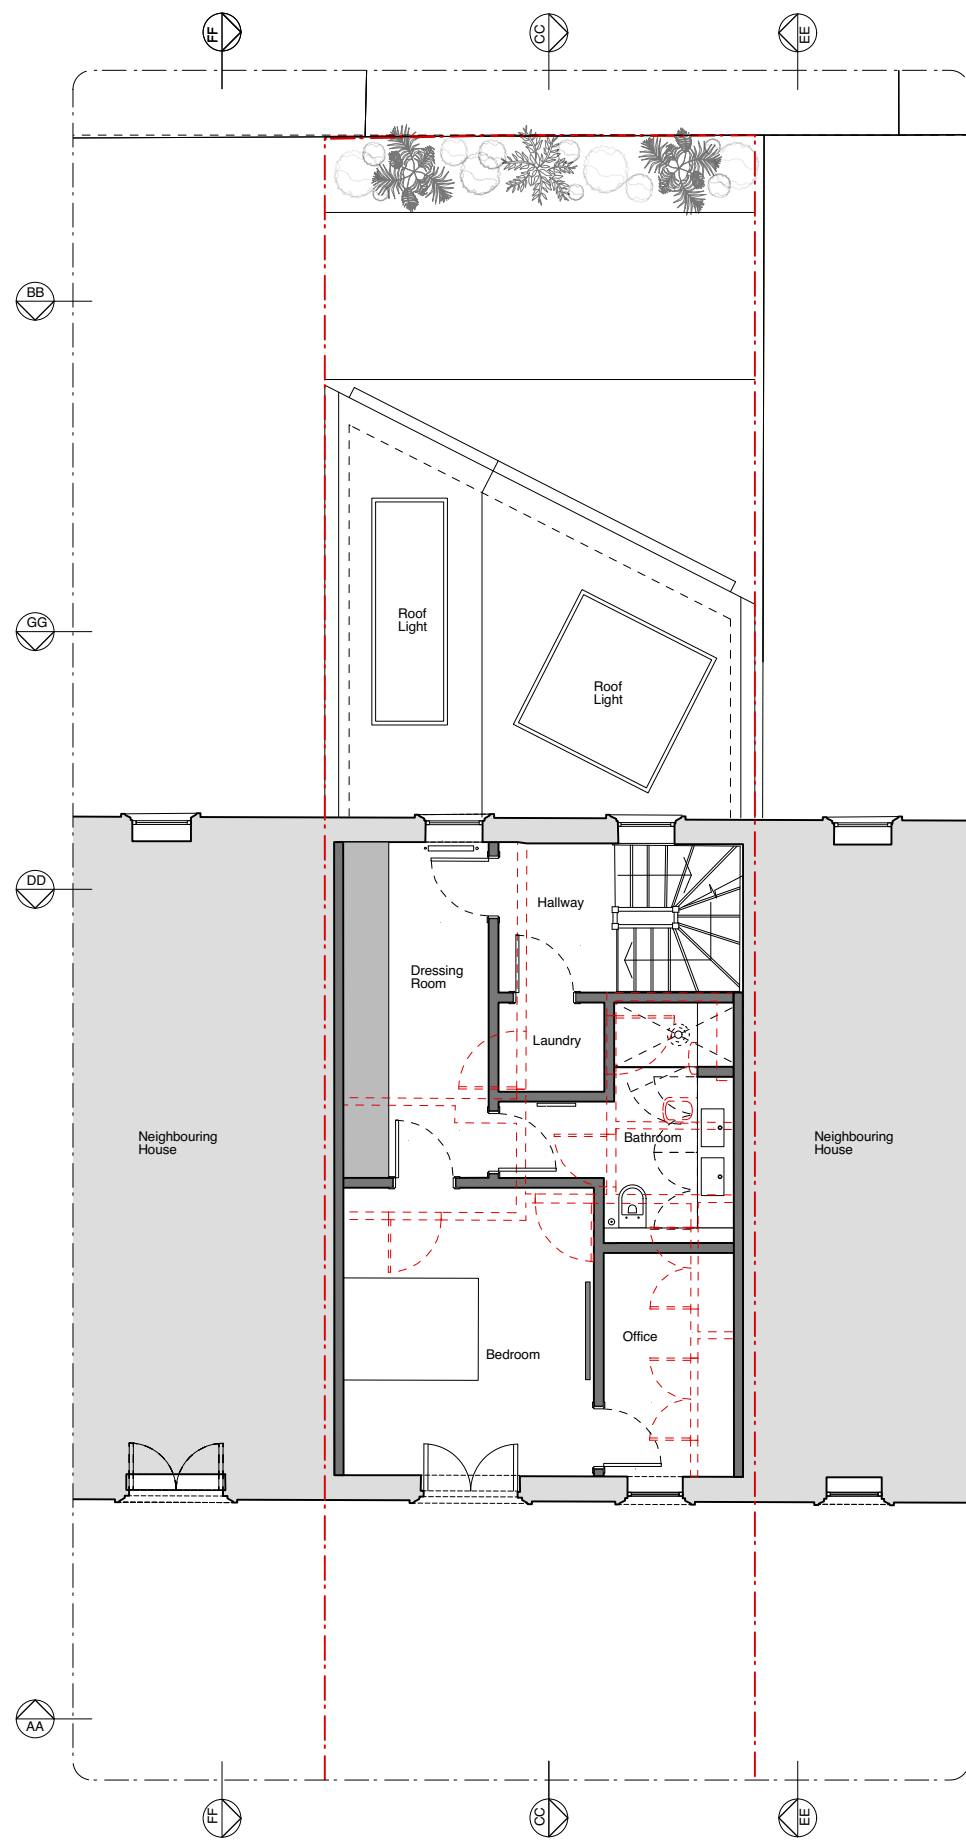 FF
CC
EE
BB
GG
Roof
Light
Roof
Light
DD
Hallway
Dressing
Room
Laundry
Neighbouring
House
Bathroom
Neighbouring
House
Office
Bedroom
AA
FF
CC
EE